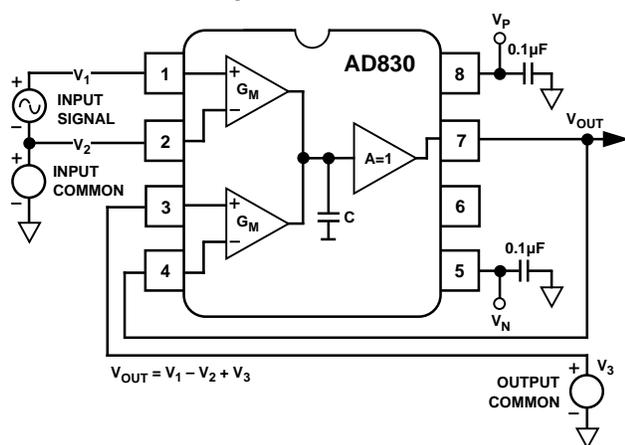 V_P
0.1µF
AD830
V_1
1
+
G_M
−
8
+
INPUT
SIGNAL
−
V_OUT
V_2
2
A=1
7
+
INPUT
COMMON
−
3
+
G_M
−
C
6
4
0.1µF
5
V_N
V_OUT = V_1 − V_2 + V_3
+
V_3
OUTPUT
COMMON
−